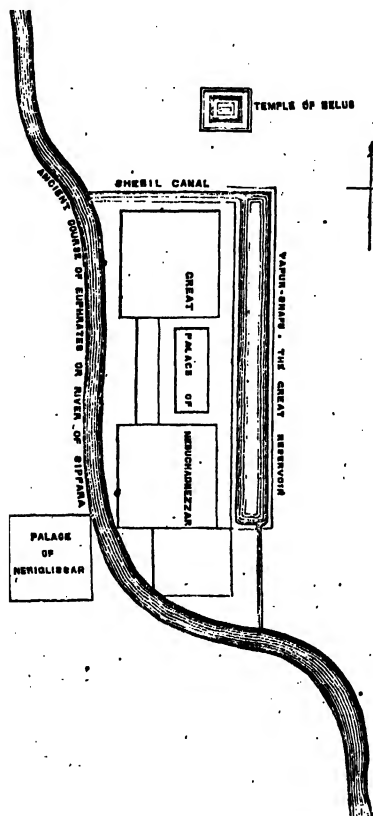 TEMPLE OF BELUS
SHEBIL CANAL
ANCIENT COURSE OF EUPHRATES OR RIVER OF SIPPARA
GREAT
PALACE OF
NEBUCHADNEZZAR
YAPUR-SHAPU, THE GREAT RESERVOIR
PALACE
OF
NERIGLISSAR